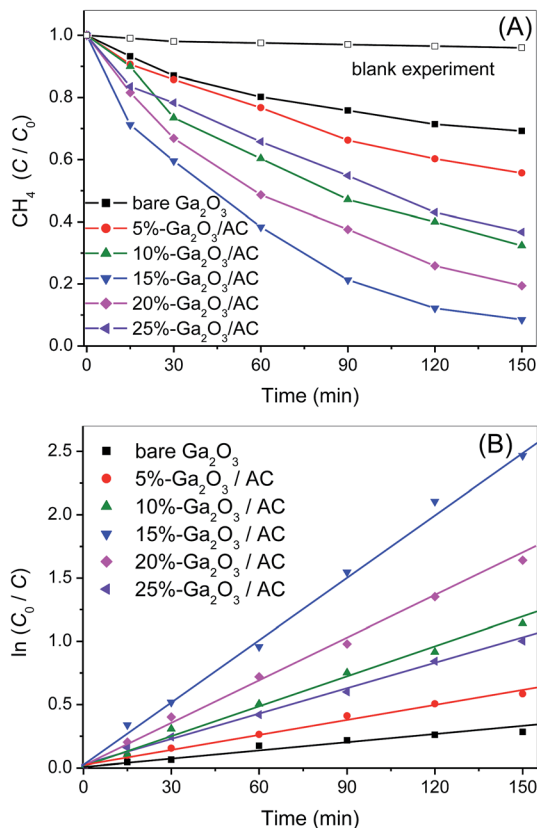 (A)
blank experiment
CH₄ (C / C₀)
1.0
0.8
0.6
0.4
0.2
0.0
bare Ga₂O₃
5%-Ga₂O₃/AC
10%-Ga₂O₃/AC
15%-Ga₂O₃/AC
20%-Ga₂O₃/AC
25%-Ga₂O₃/AC
0 30 60 90 120 150
Time (min)
(B)
ln (C₀ / C)
2.5
2.0
1.5
1.0
0.5
0.0
bare Ga₂O₃
5%-Ga₂O₃ / AC
10%-Ga₂O₃ / AC
15%-Ga₂O₃ / AC
20%-Ga₂O₃ / AC
25%-Ga₂O₃ / AC
0 30 60 90 120 150
Time (min)